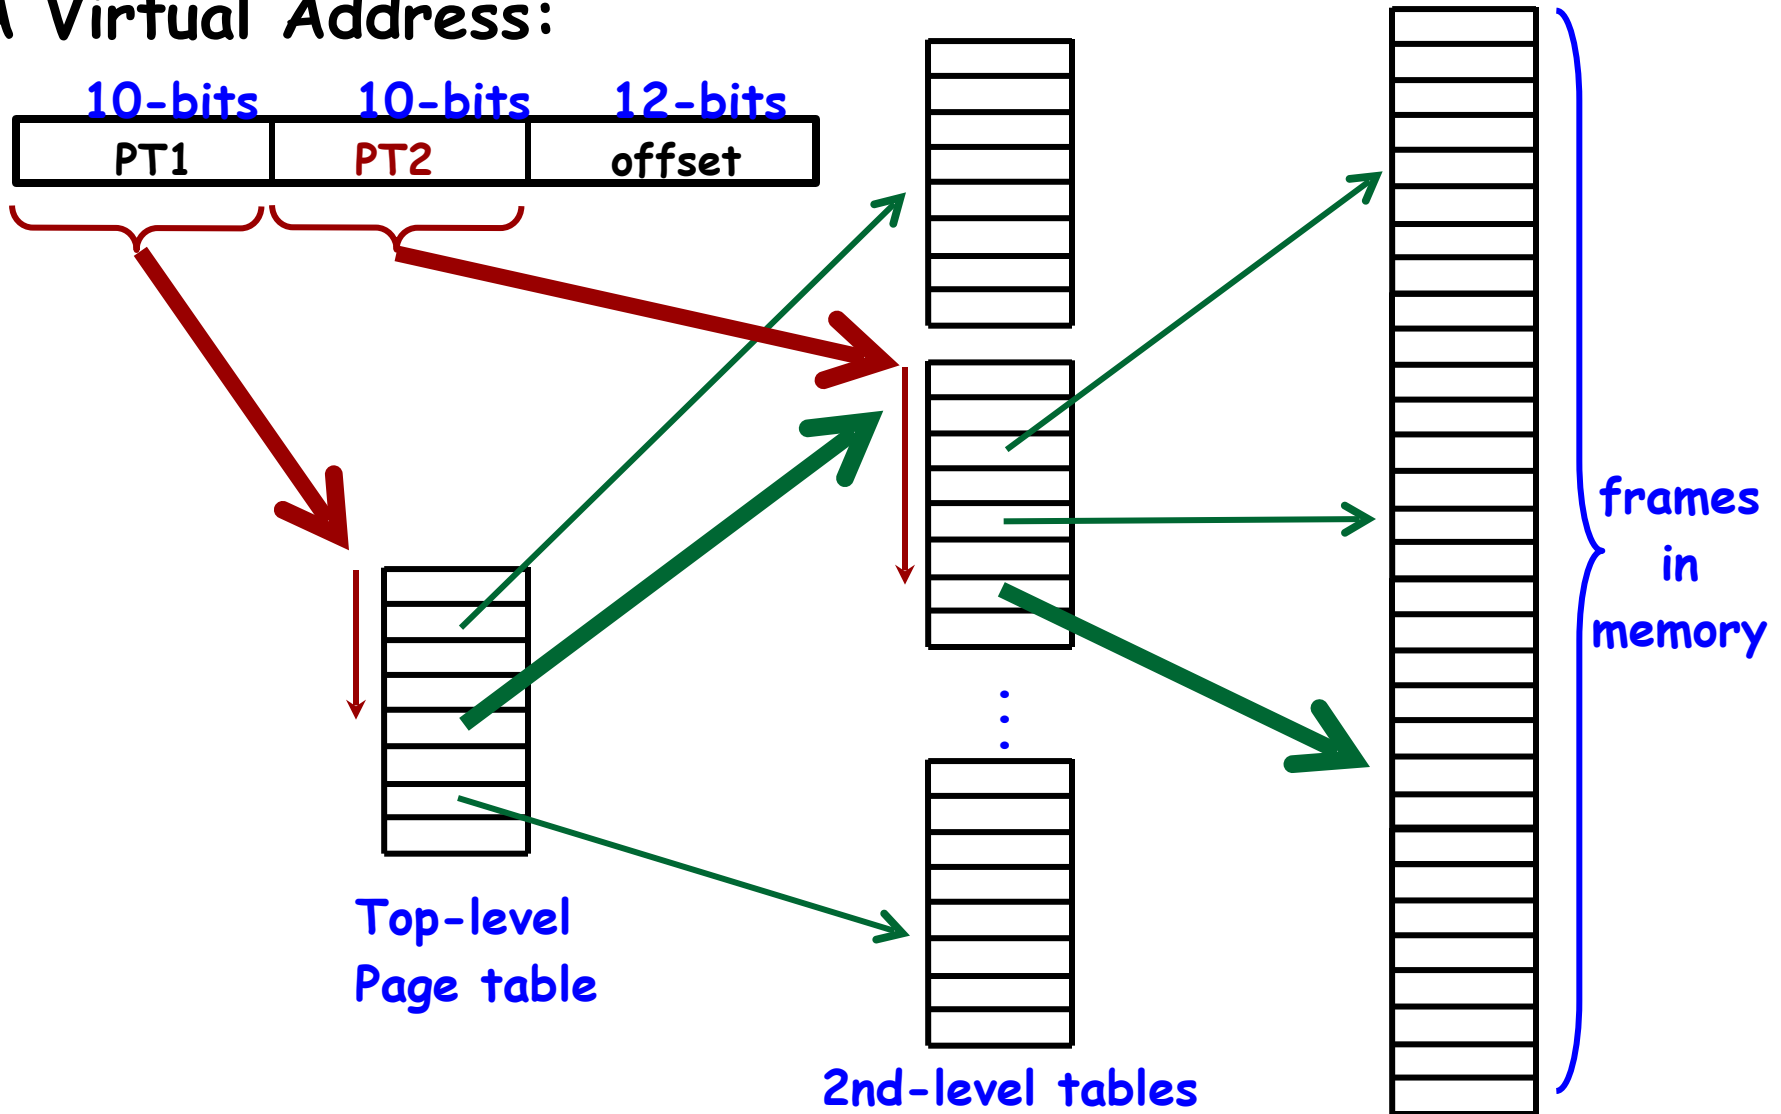 A Virtual Address:
10-bits 10-bits 12-bits
PT1 PT2 offset
frames
in
memory
Top-level
Page table
2nd-level tables